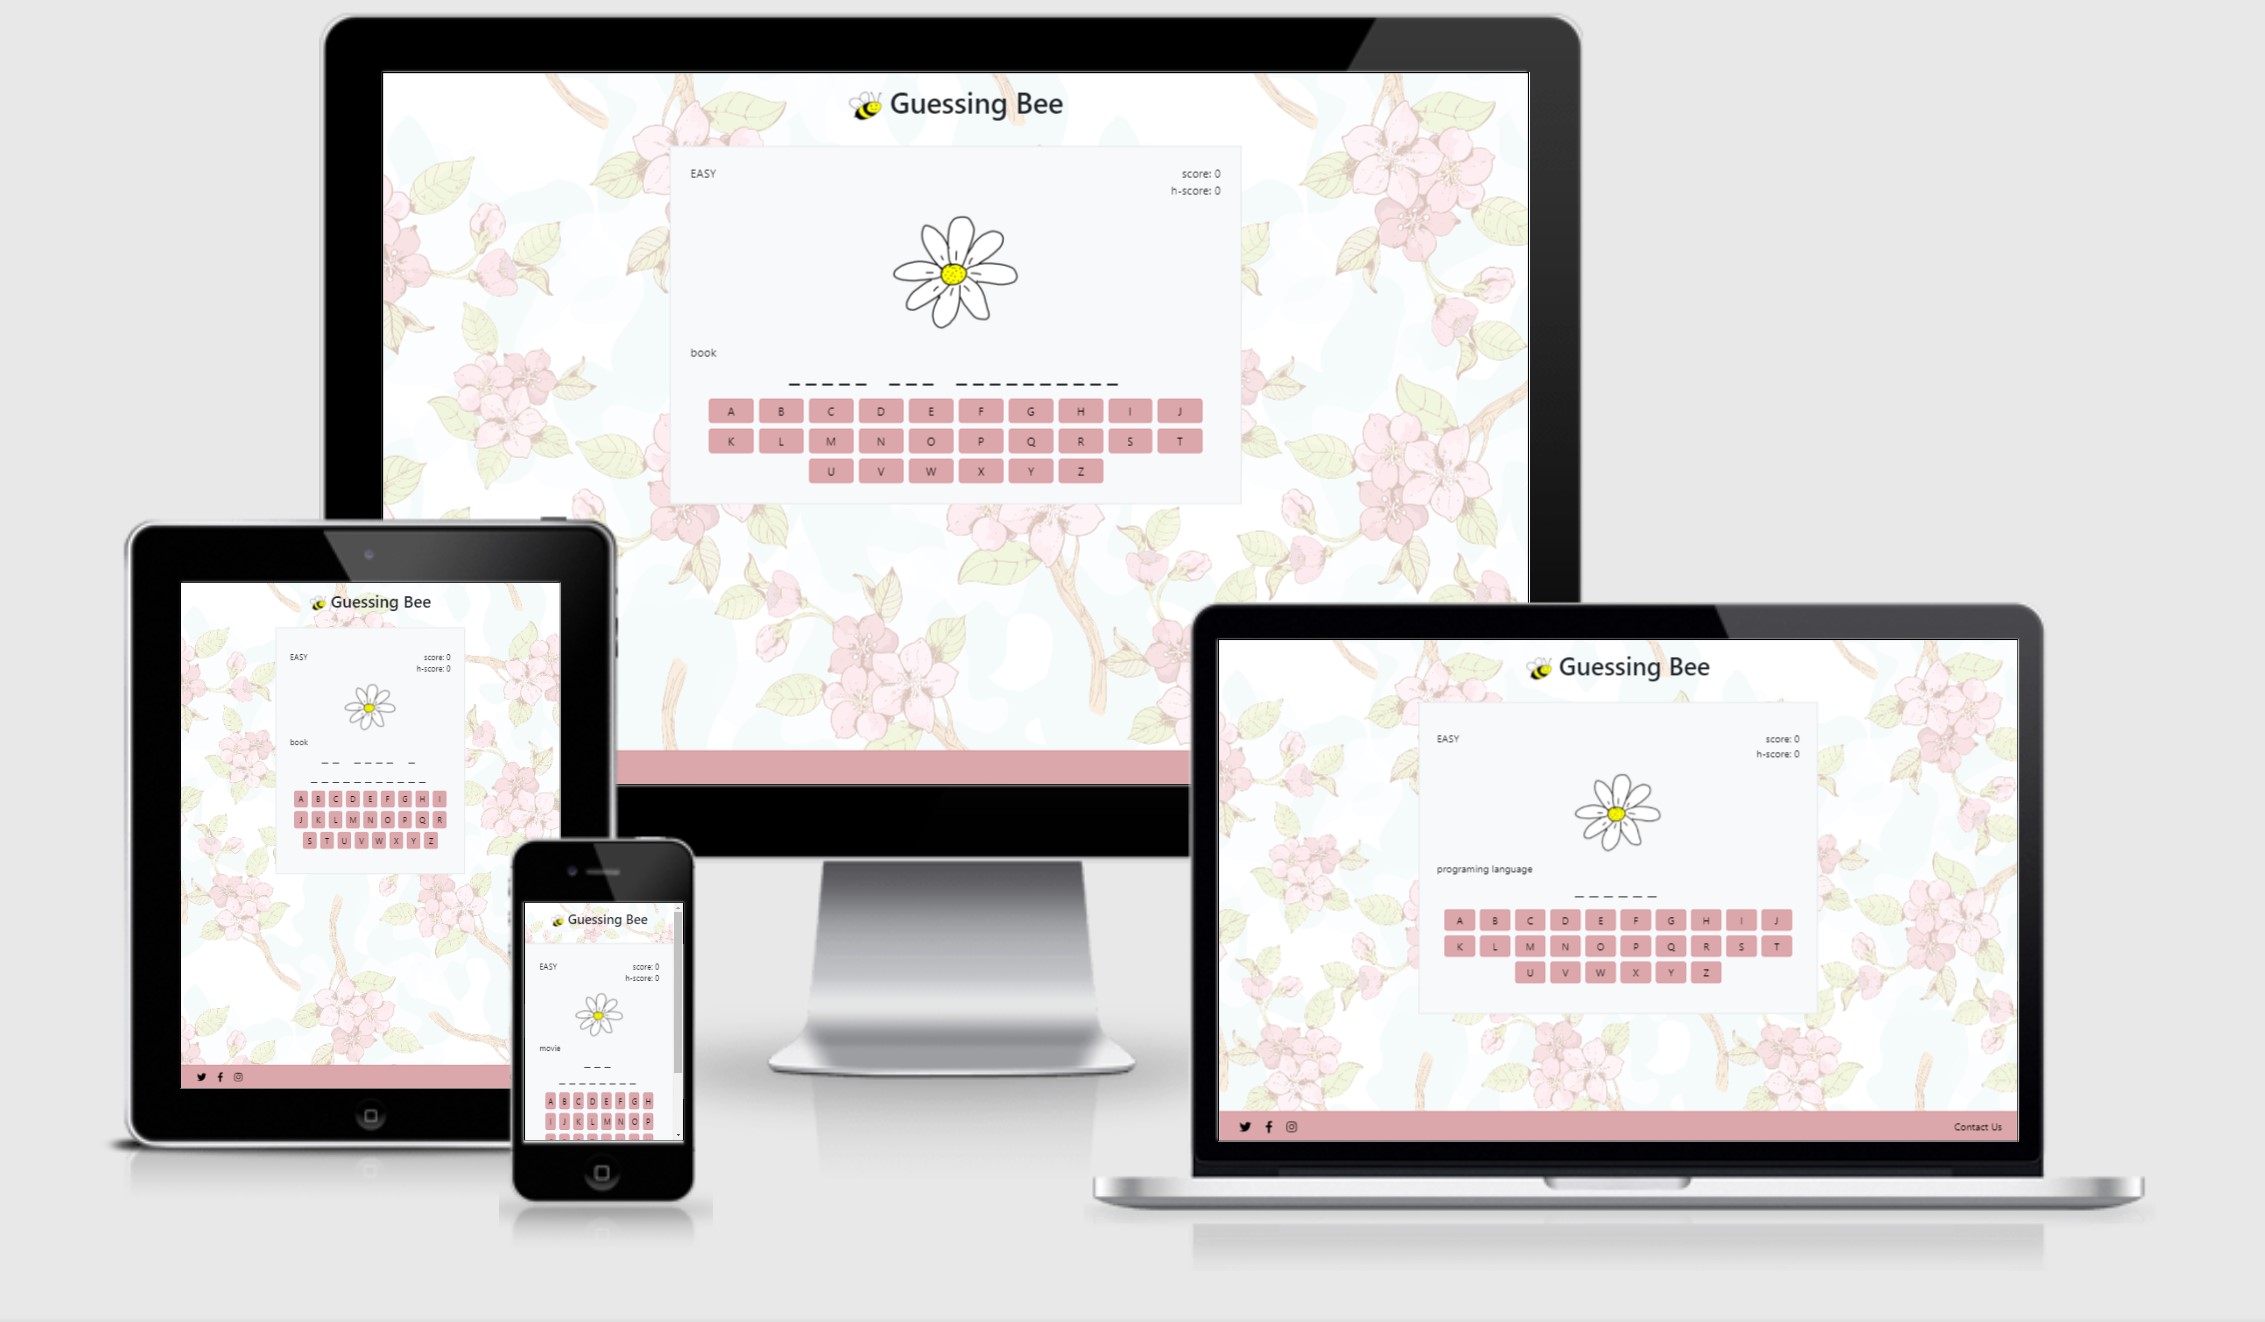 Guessing Bee
EASY score: 0
h-score: 0
book
_ _ _ _ _ _ _ _ _ _ _ _ _ _ _ _ _ _
A B C D E F G H I J
K L M N O P Q R S T
U V W X Y Z
Guessing Bee
EASY score: 0
h-score: 0
book
_ _ _ _ _ _ _
_ _ _ _ _ _ _ _ _ _ _
A B C D E F G H I
J K L M N O P Q R
S T U V W X Y Z
Guessing Bee
EASY score: 0
h-score: 0
movie
_ _ _
_ _ _ _ _ _ _ _
A B C D E F G H
I J K L M N O P
Guessing Bee
EASY score: 0
h-score: 0
programing language
_ _ _ _ _ _
A B C D E F G H I J
K L M N O P Q R S T
U V W X Y Z
Contact Us